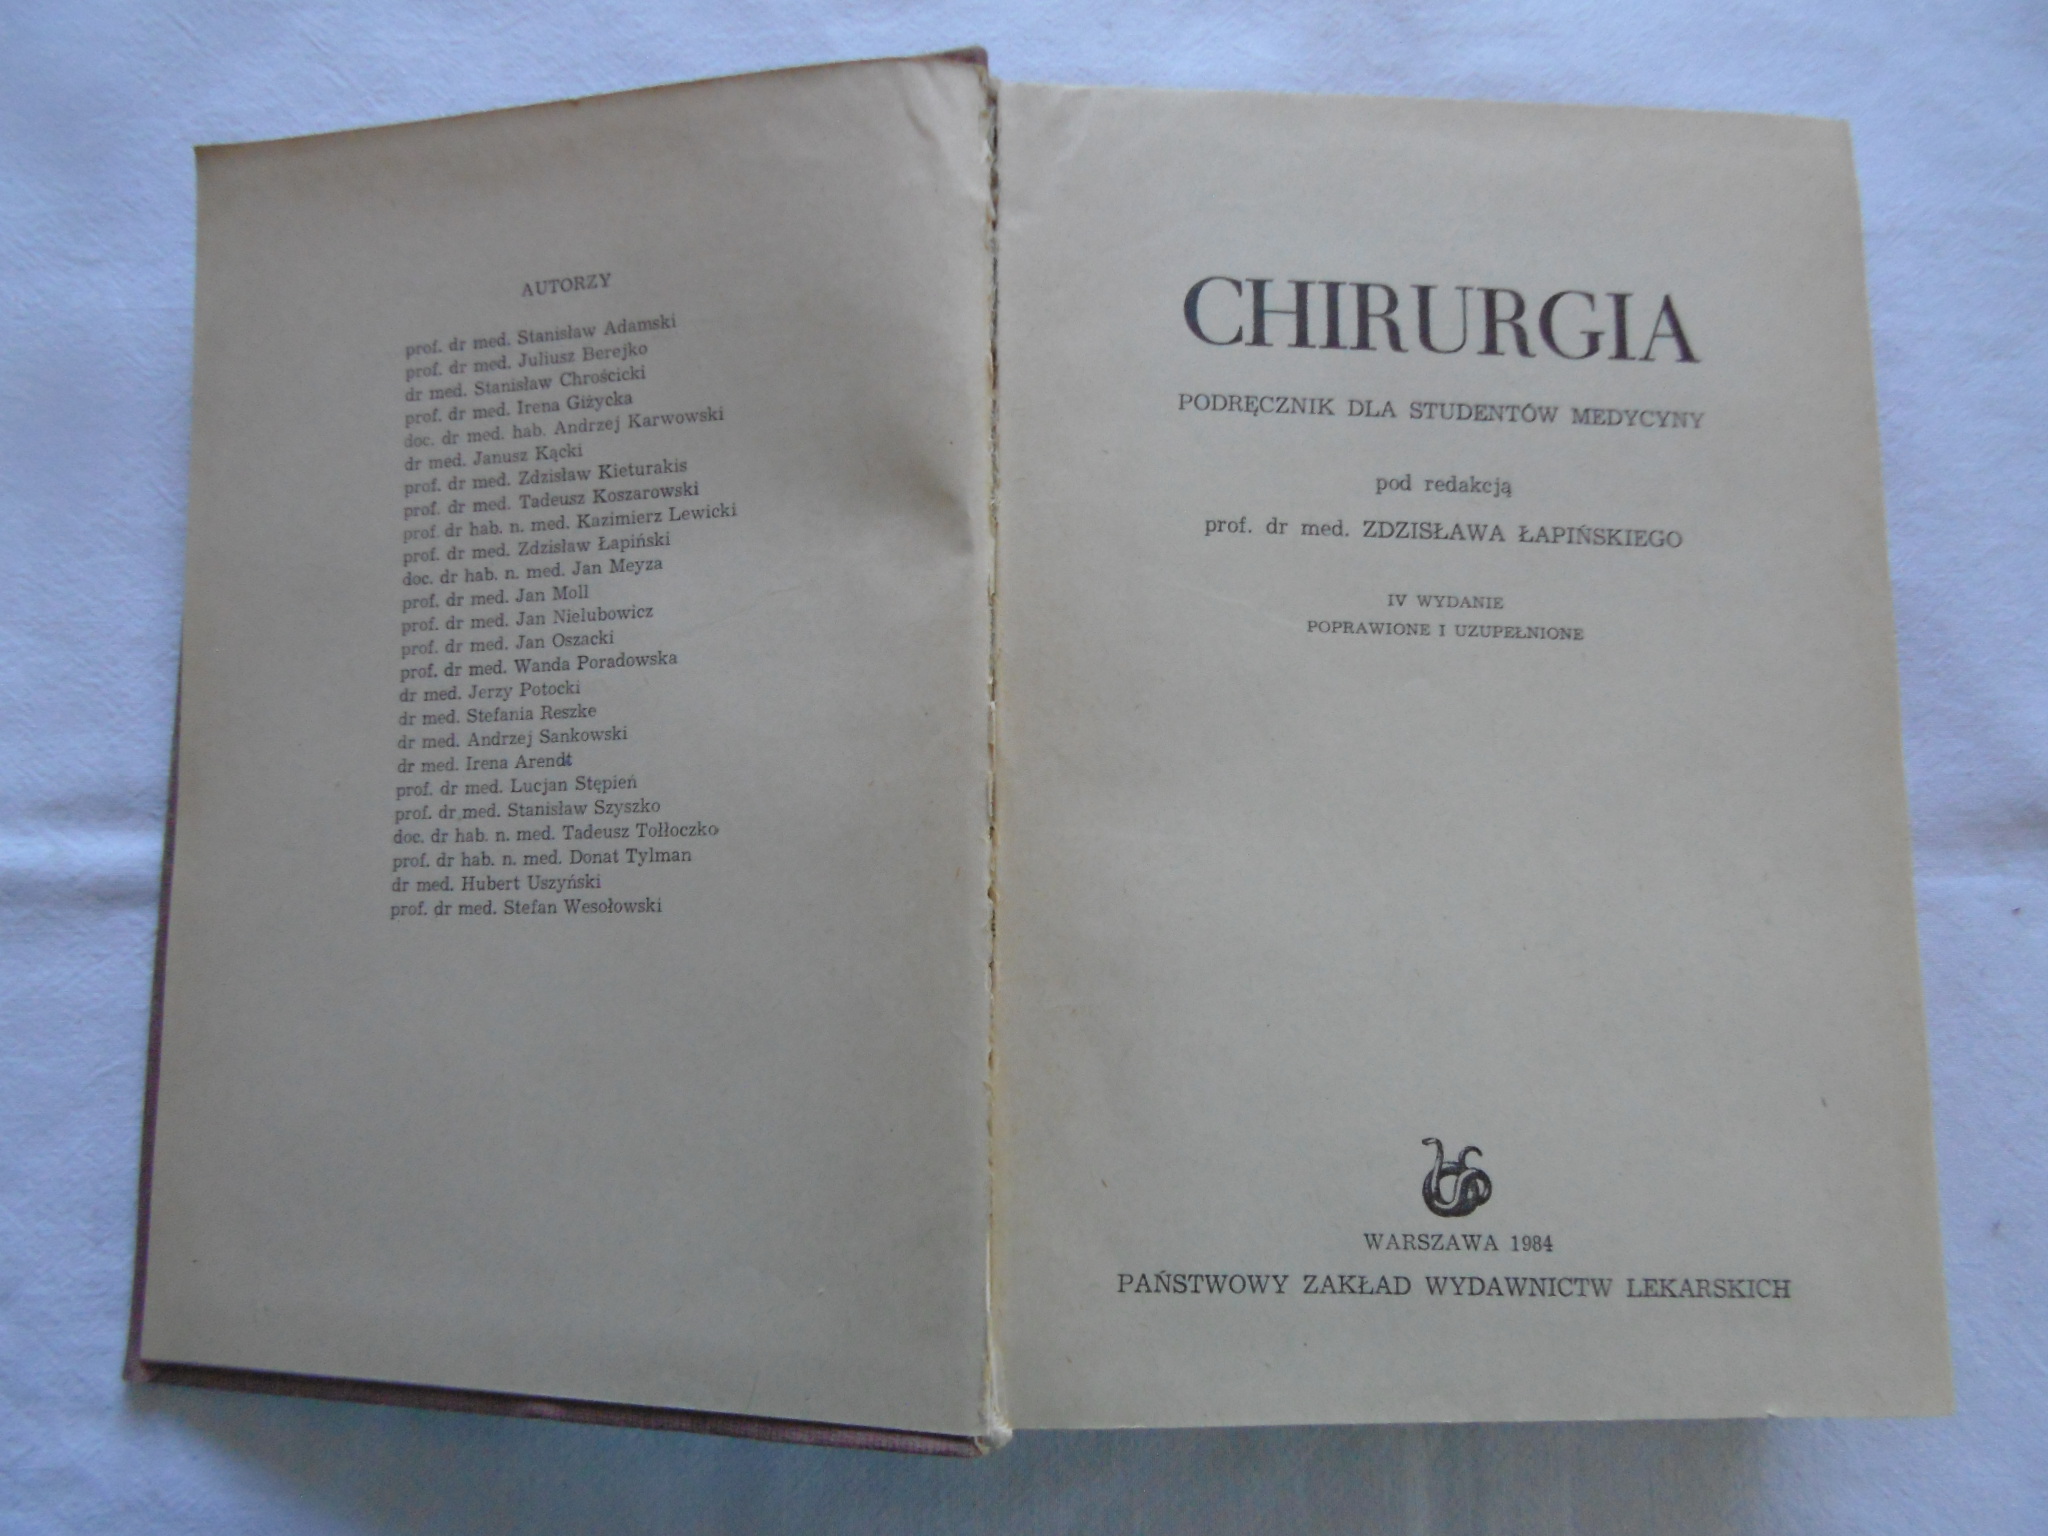 AUTORZY
prof. dr med. Stanisław Adamski
prof. dr med. Juliusz Berejko
dr med. Stanisław Chrościcki
prof. dr med. Irena Giżycka
doc. dr med. hab. Andrzej Karwowski
dr med. Janusz Kącki
prof. dr med. Zdzisław Kieturakis
prof. dr med. Tadeusz Koszarowski
prof. dr hab. n. med. Kazimierz Lewicki
prof. dr med. Zdzisław Łapiński
doc. dr hab. n. med. Jan Meyza
prof. dr med. Jan Moll
prof. dr med. Jan Nielubowicz
prof. dr med. Jan Oszacki
prof. dr med. Wanda Poradowska
dr med. Jerzy Potocki
dr med. Stefania Reszke
dr med. Andrzej Sankowski
dr med. Irena Arendt
prof. dr med. Lucjan Stępień
prof. dr med. Stanisław Szyszko
doc. dr hab. n. med. Tadeusz Tołłoczko
prof. dr hab. n. med. Donat Tylman
dr med. Hubert Uszyński
prof. dr med. Stefan Wesołowski
CHIRURGIA
PODRĘCZNIK DLA STUDENTÓW MEDYCYNY
pod redakcją
prof. dr med. ZDZISŁAWA ŁAPIŃSKIEGO
IV WYDANIE
POPRAWIONE I UZUPEŁNIONE
WARSZAWA 1984
PAŃSTWOWY ZAKŁAD WYDAWNICTW LEKARSKICH